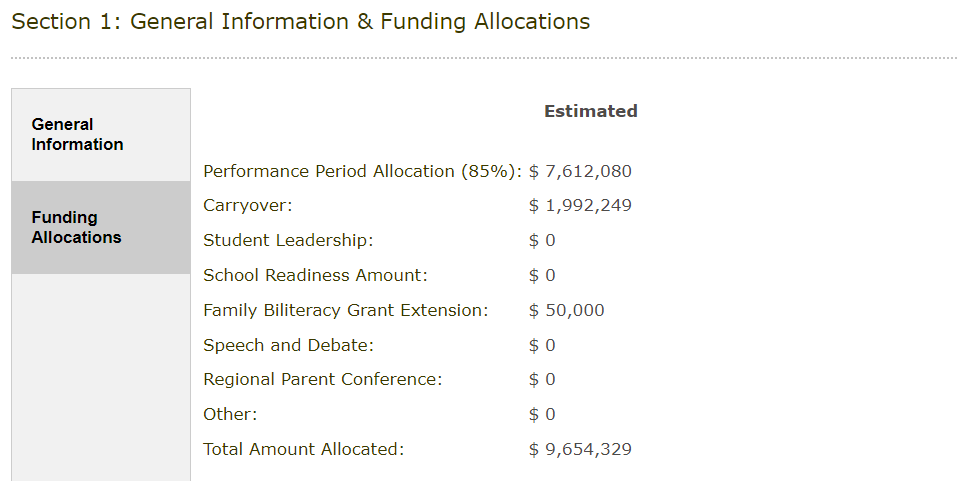 Section 1: General Information & Funding Allocations
General
Information
Funding
Allocations
Estimated
Performance Period Allocation (85%): $ 7,612,080
Carryover: $ 1,992,249
Student Leadership: $ 0
School Readiness Amount: $ 0
Family Biliteracy Grant Extension: $ 50,000
Speech and Debate: $ 0
Regional Parent Conference: $ 0
Other: $ 0
Total Amount Allocated: $ 9,654,329